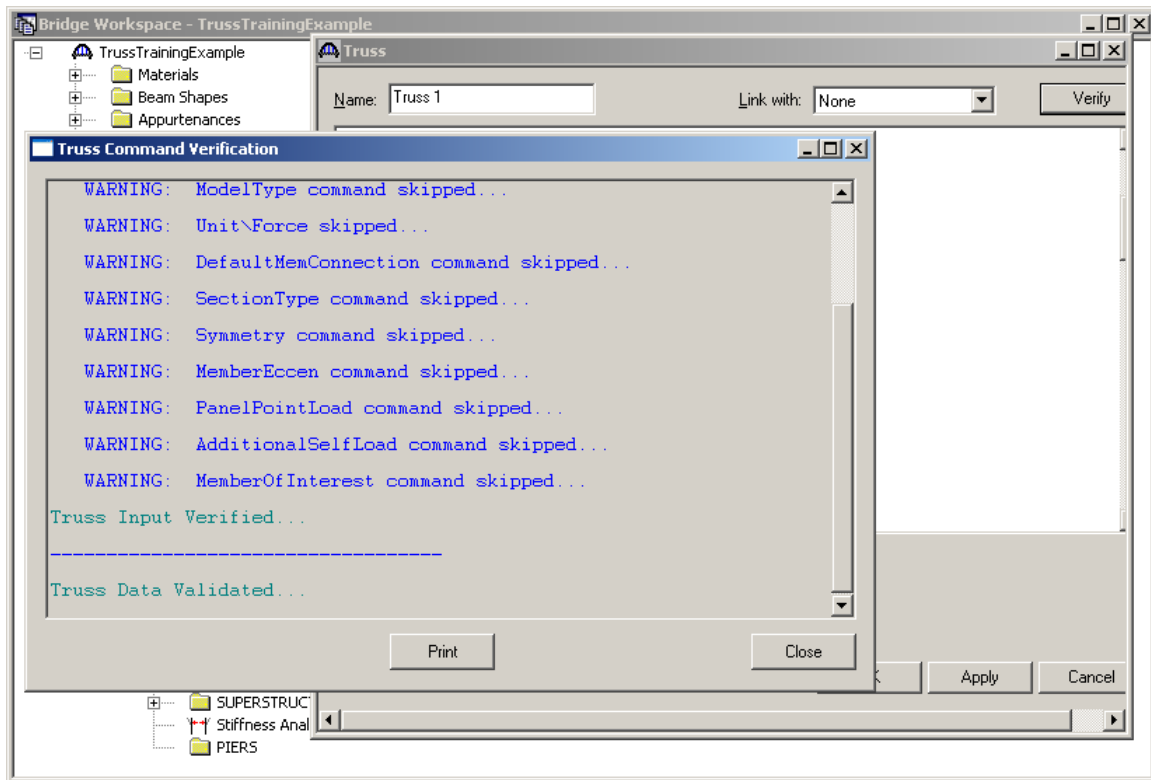 Bridge Workspace - TrussTrainingExample
TrussTrainingExample
Materials
Beam Shapes
Appurtenances
Truss
Name: Truss 1 Link with: None Verify
Truss Command Verification
WARNING: ModelType command skipped...
WARNING: Unit\Force skipped...
WARNING: DefaultMemConnection command skipped...
WARNING: SectionType command skipped...
WARNING: Symmetry command skipped...
WARNING: MemberEccen command skipped...
WARNING: PanelPointLoad command skipped...
WARNING: AdditionalSelfLoad command skipped...
WARNING: MemberOfInterest command skipped...
Truss Input Verified...
-----------------------------------
Truss Data Validated...
Print Close
Apply Cancel
SUPERSTRUCT
Stiffness Anal
PIERS